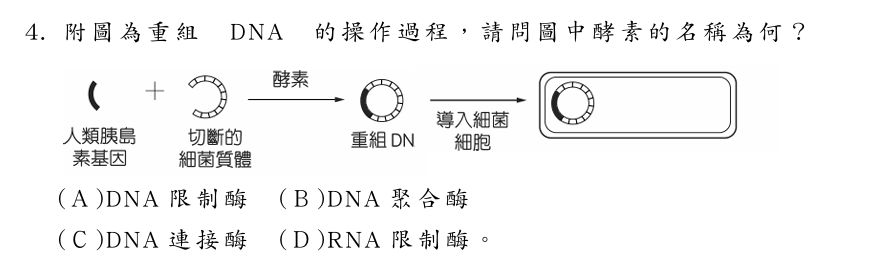 4. 附圖為重組 DNA 的操作過程，請問圖中酵素的名稱為何？
+
酵素
人類胰島
素基因
切斷的
細菌質體
重組 DN
導入細菌
細胞
(A)DNA 限制酶 (B)DNA 聚合酶
(C)DNA 連接酶 (D)RNA 限制酶。